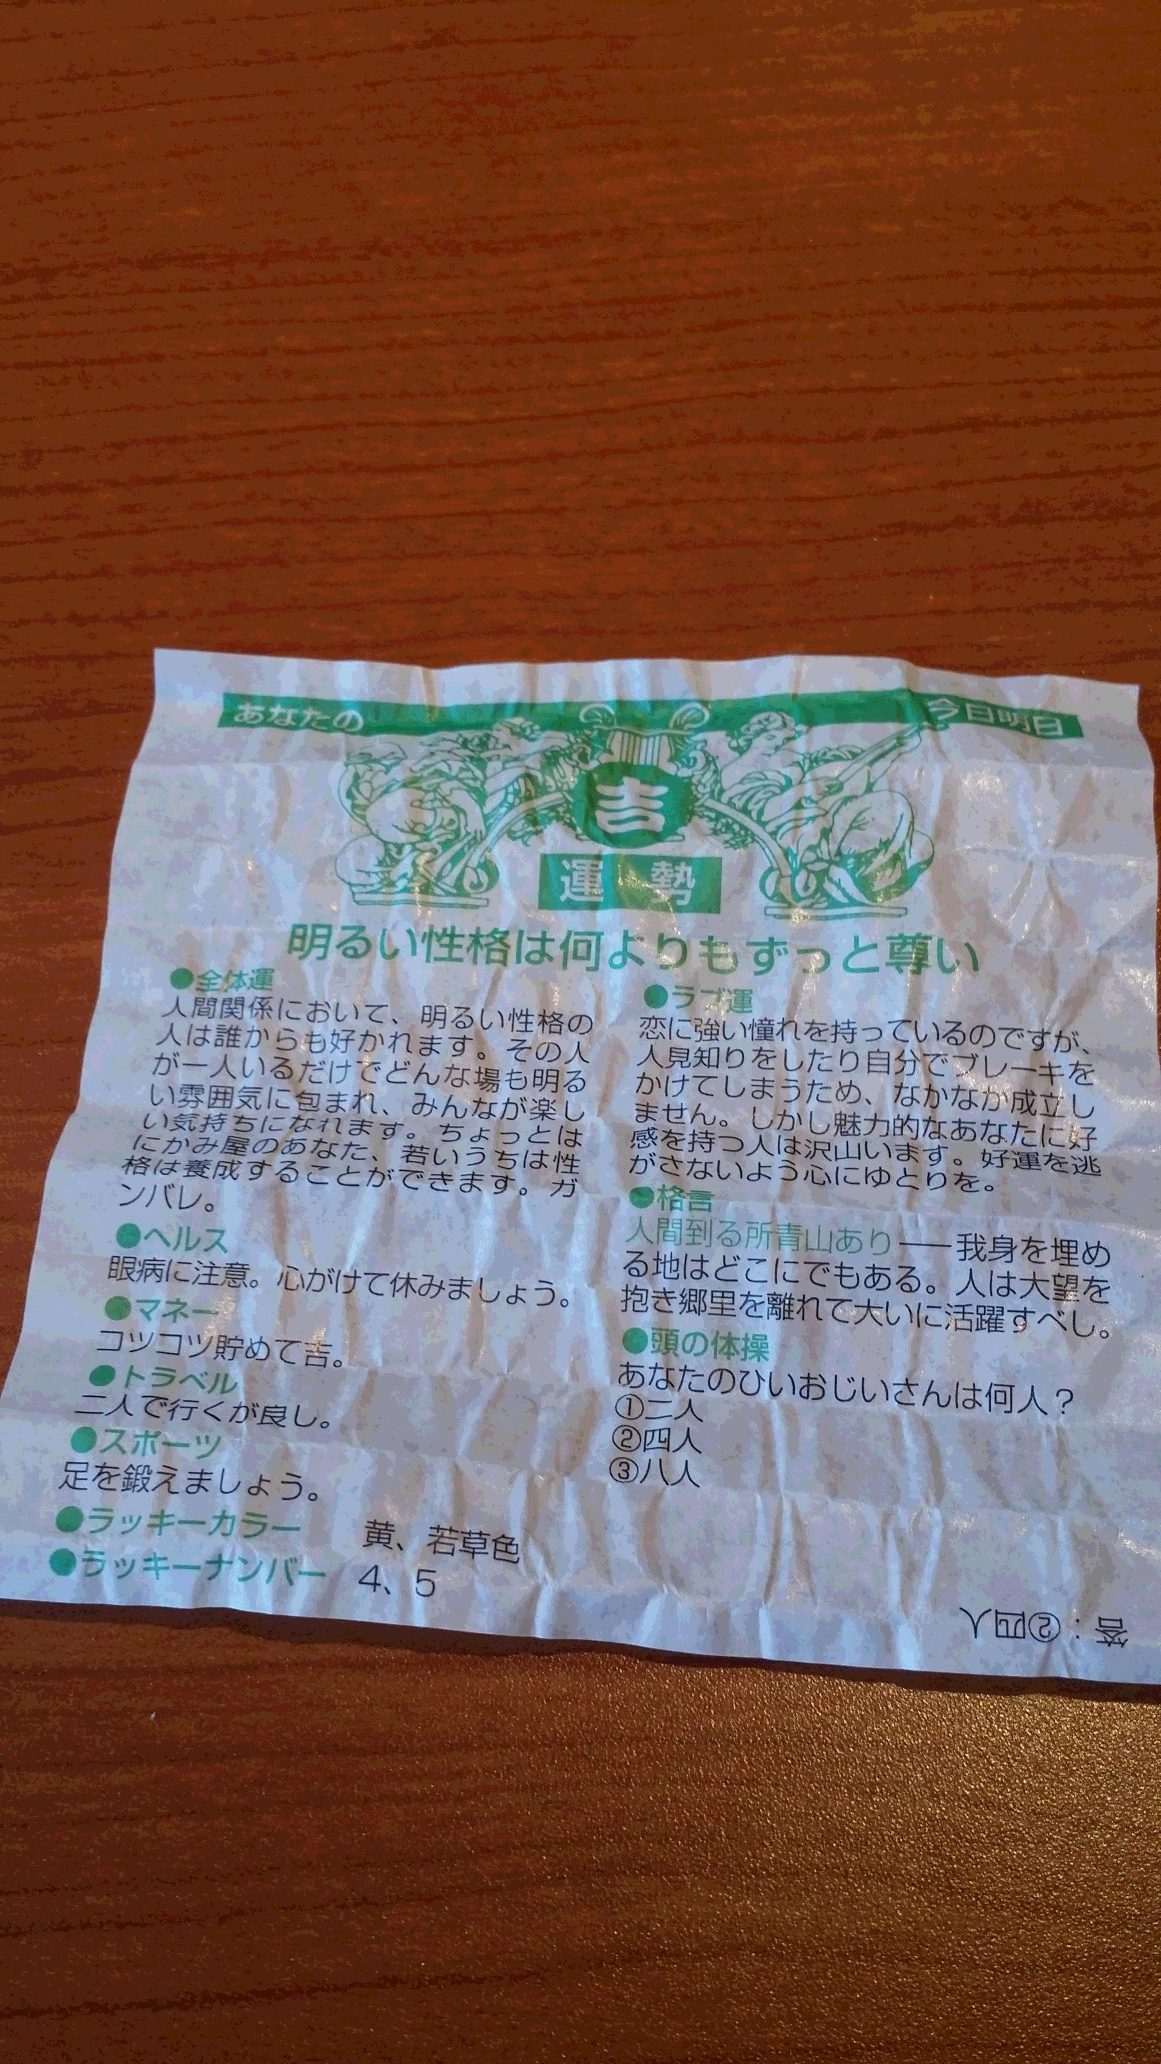 あなたの
今日明日
吉
運勢
明るい性格は何よりもずっと尊い
●全体運
人間関係において、明るい性格の
人は誰からも好かれます。その人
が一人いるだけでどんな場も明る
い雰囲気に包まれ、みんなが楽し
い気持ちになれます。ちょっとは
にかみ屋のあなた、若いうちは性
格は養成することができます。ガ
ンバレ。
●ヘルス
眼病に注意。心がけて休みましょう。
●マネー
コツコツ貯めて吉。
●トラベル
二人で行くが良し。
●スポーツ
足を鍛えましょう。
●ラッキーカラー 黄、若草色
●ラッキーナンバー 4、5
●ラブ運
恋に強い憧れを持っているのですが、
人見知りをしたり自分でブレーキを
かけてしまうため、なかなか成立し
ません。しかし魅力的なあなたに好
感を持つ人は沢山います。好運を逃
がさないよう心にゆとりを。
●格言
人間到る所青山あり――我身を埋め
る地はどこにでもある。人は大望を
抱き郷里を離れて大いに活躍すべし。
●頭の体操
あなたのひいおじいさんは何人？
①二人
②四人
③八人
答：②四人